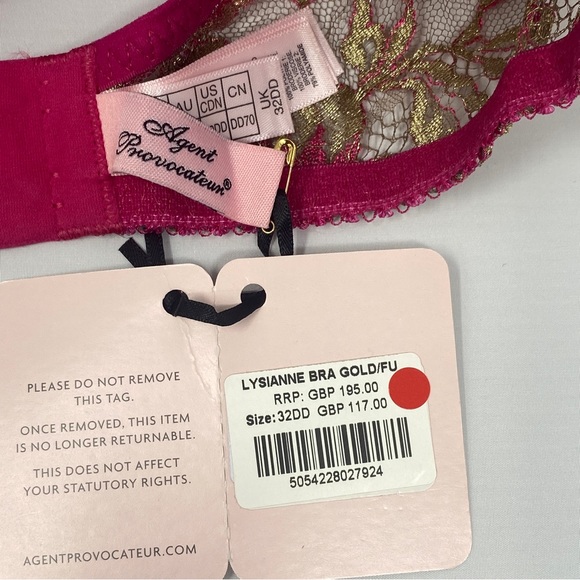 AU
US
CDN
CN
DD
DD70
UK
32DD
Agent
Provocateur®
PLEASE DO NOT REMOVE
THIS TAG.
ONCE REMOVED, THIS ITEM
IS NO LONGER RETURNABLE.
THIS DOES NOT AFFECT
YOUR STATUTORY RIGHTS.
AGENTPROVOCATEUR.COM
LYSIANNE BRA GOLD/FU
RRP: GBP 195.00
Size: 32DD GBP 117.00
5054228027924